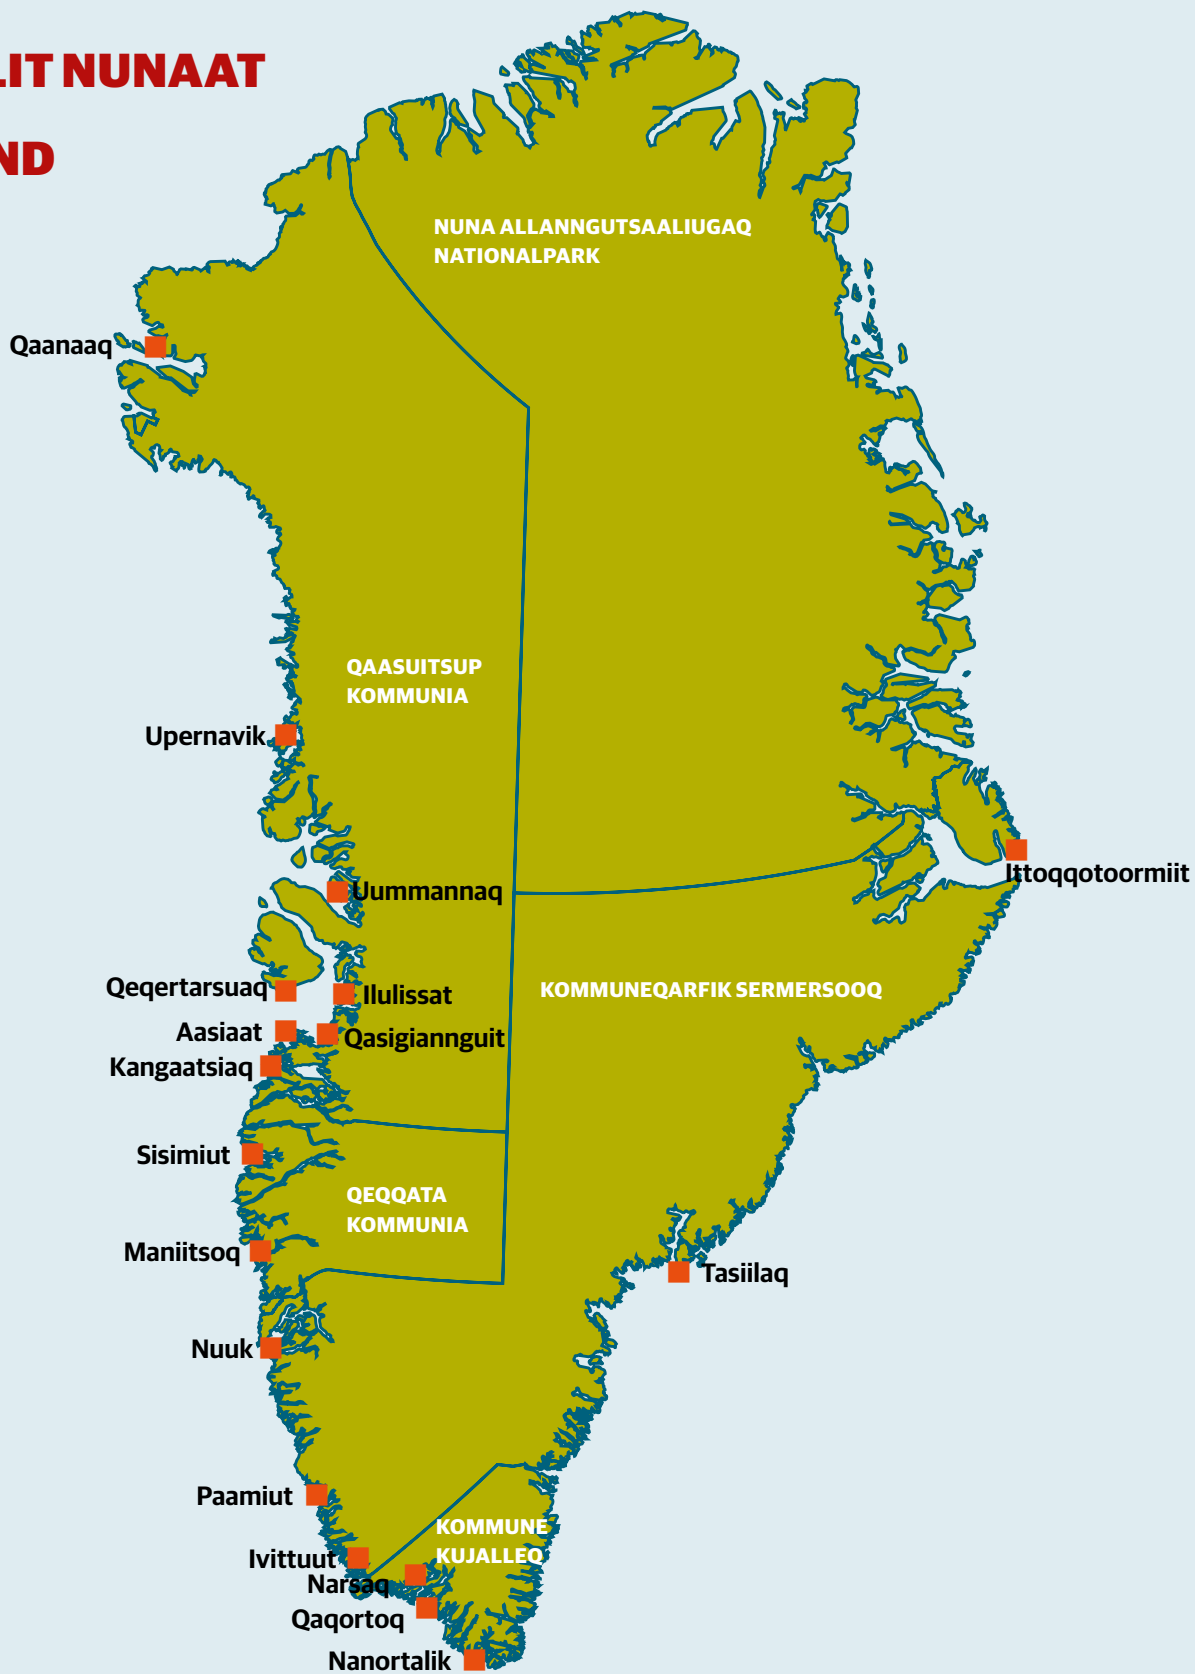 LIT NUNAAT
ND
NUNA ALLANNGUTSAALIUGAQ
NATIONALPARK
Qaanaaq
QAASUITSUP
KOMMUNIA
Upernavik
Ittoqqotoormiit
Uummannaq
Qeqertarsuaq
Ilulissat
KOMMUNEQARFIK SERMERSOOQ
Aasiaat
Qasigiannguit
Kangaatsiaq
Sisimiut
QEQQATA
KOMMUNIA
Maniitsoq
Tasiilaq
Nuuk
Paamiut
KOMMUNE
KUJALLEQ
Ivittuut
Narsaq
Qaqortoq
Nanortalik